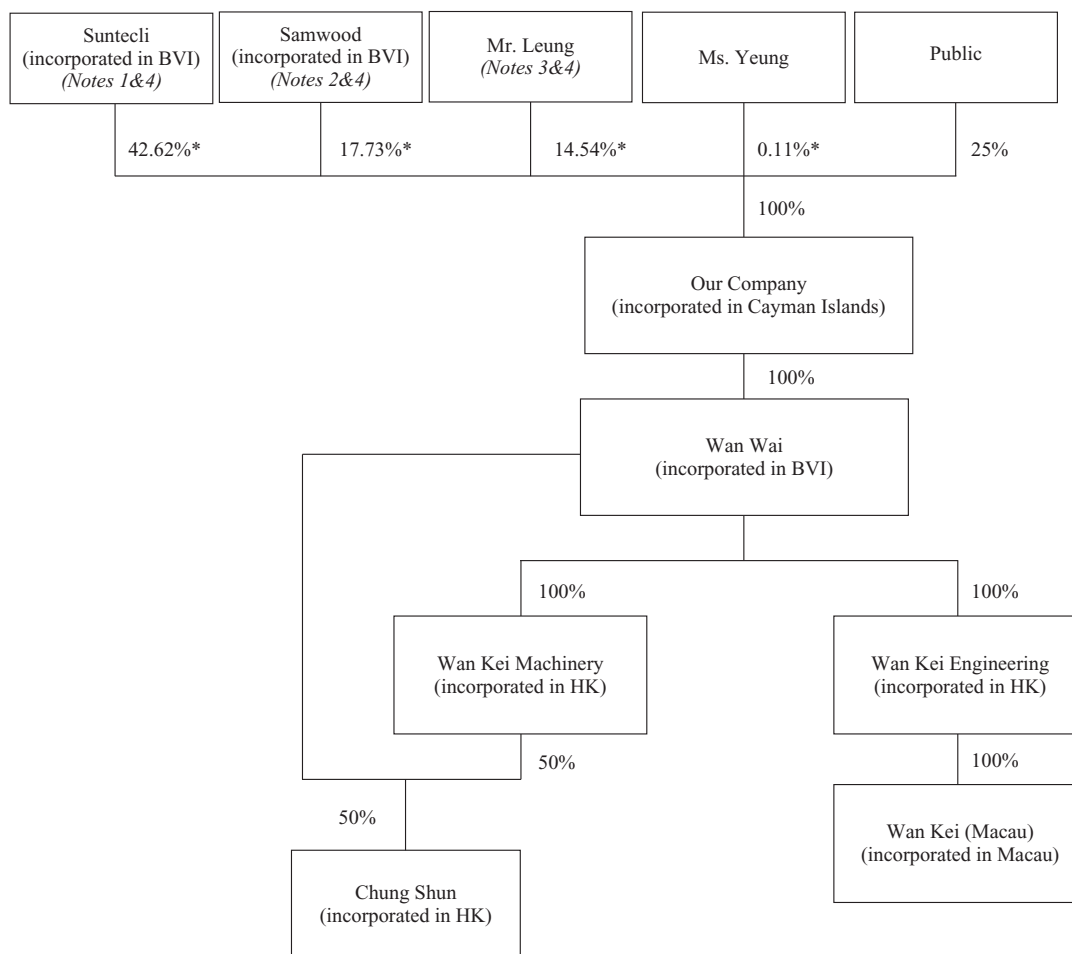 Suntecli
(incorporated in BVI)
(Notes 1&4)
Samwood
(incorporated in BVI)
(Notes 2&4)
Mr. Leung
(Notes 3&4)
Ms. Yeung
Public
42.62%*
17.73%*
14.54%*
0.11%*
25%
100%
Our Company
(incorporated in Cayman Islands)
100%
Wan Wai
(incorporated in BVI)
100%
100%
Wan Kei Machinery
(incorporated in HK)
Wan Kei Engineering
(incorporated in HK)
50%
100%
50%
Wan Kei (Macau)
(incorporated in Macau)
Chung Shun
(incorporated in HK)